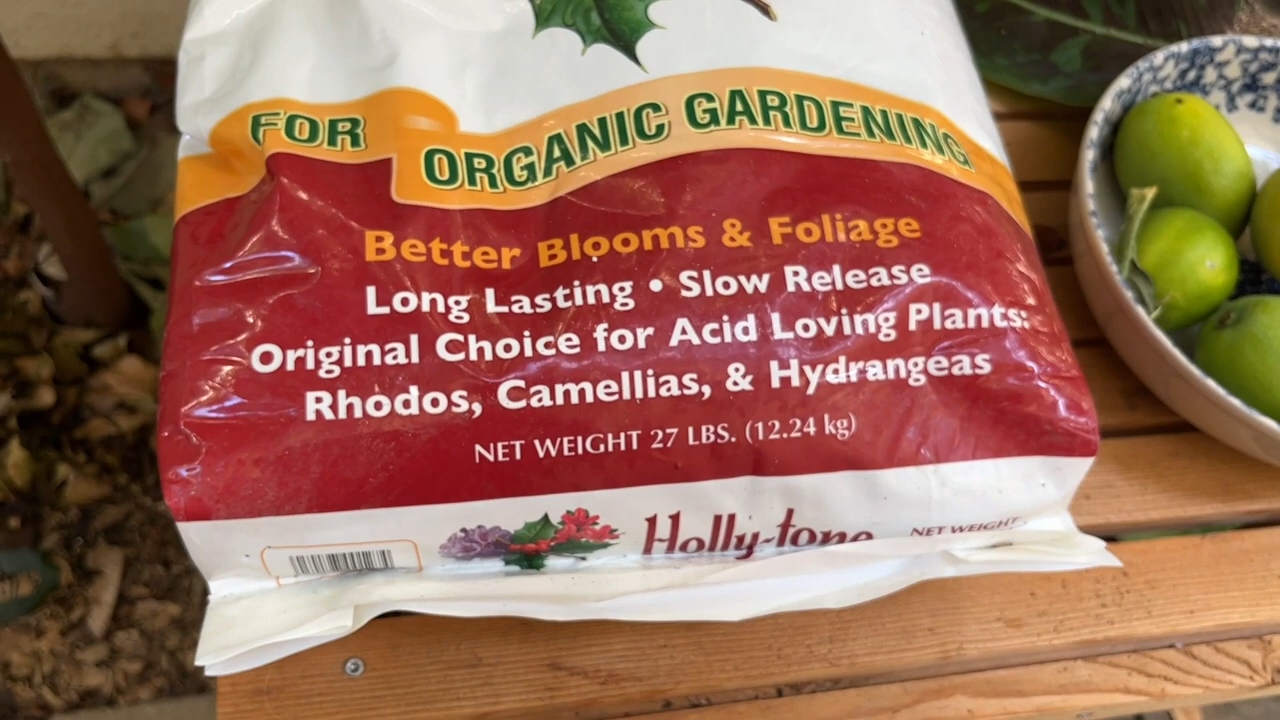 FOR ORGANIC GARDENING
Better Blooms & Foliage
Long Lasting • Slow Release
Original Choice for Acid Loving Plants:
Rhodos, Camellias, & Hydrangeas
NET WEIGHT 27 LBS. (12.24 kg)
Holly-tone NET WEIGHT